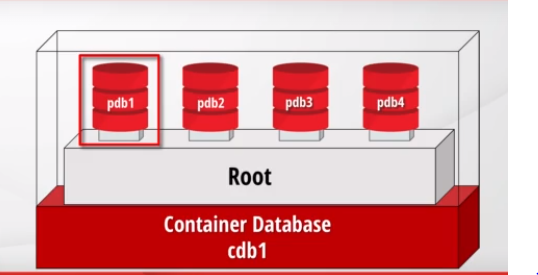 pdb1 pdb2 pdb3 pdb4
Root
Container Database
cdb1